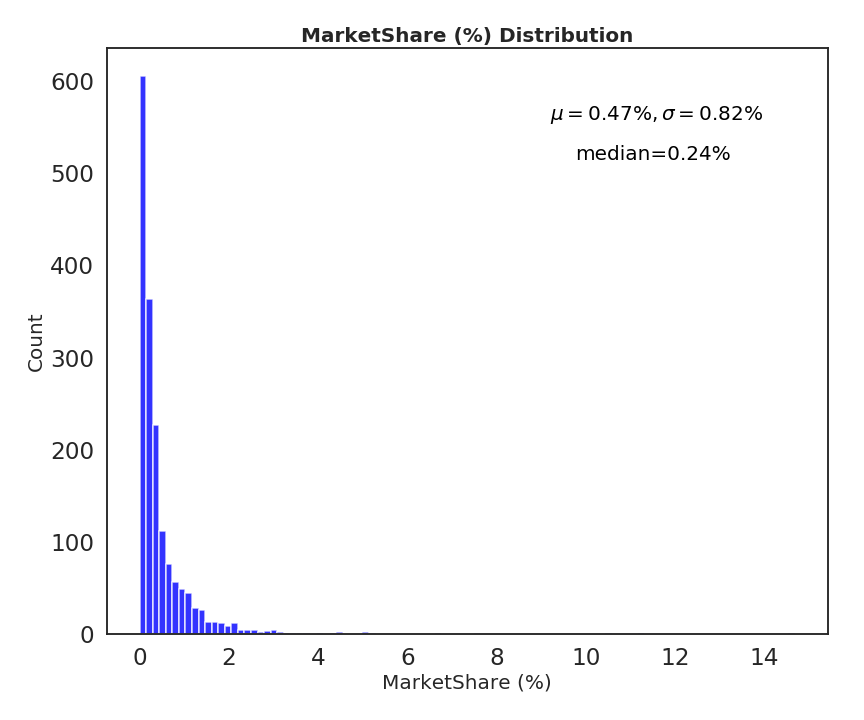 MarketShare (%) Distribution
600
μ = 0.47%, σ = 0.82%
median=0.24%
500
400
Count
300
200
100
0
0 2 4 6 8 10 12 14
MarketShare (%)